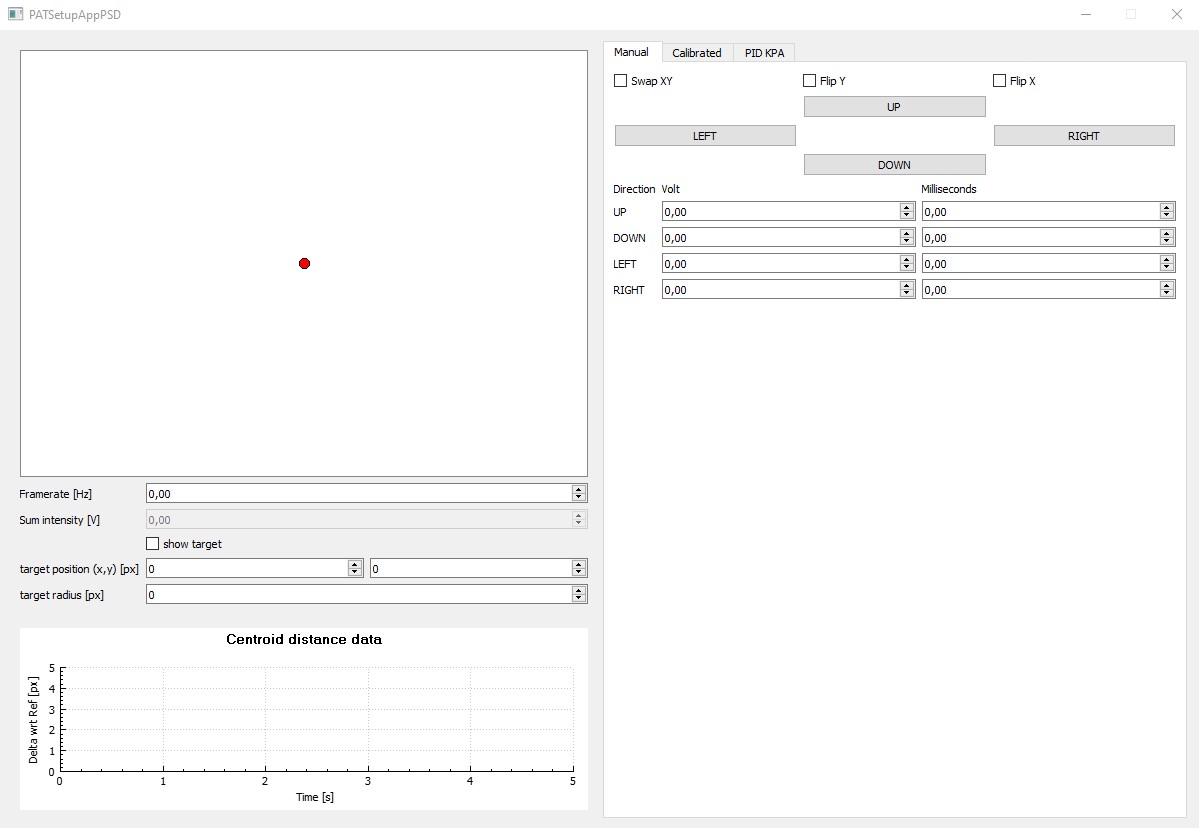 PATSetupAppPSD
Manual Calibrated PID KPA
Swap XY Flip Y Flip X
UP
LEFT RIGHT
DOWN
Direction Volt Milliseconds
UP 0,00 0,00
DOWN 0,00 0,00
LEFT 0,00 0,00
RIGHT 0,00 0,00
Framerate [Hz] 0,00
Sum intensity [V] 0,00
show target
target position (x,y) [px] 0 0
target radius [px] 0
Centroid distance data
Delta wrt Ref [px]
5
4
3
2
1
0
0 1 2 3 4 5
Time [s]